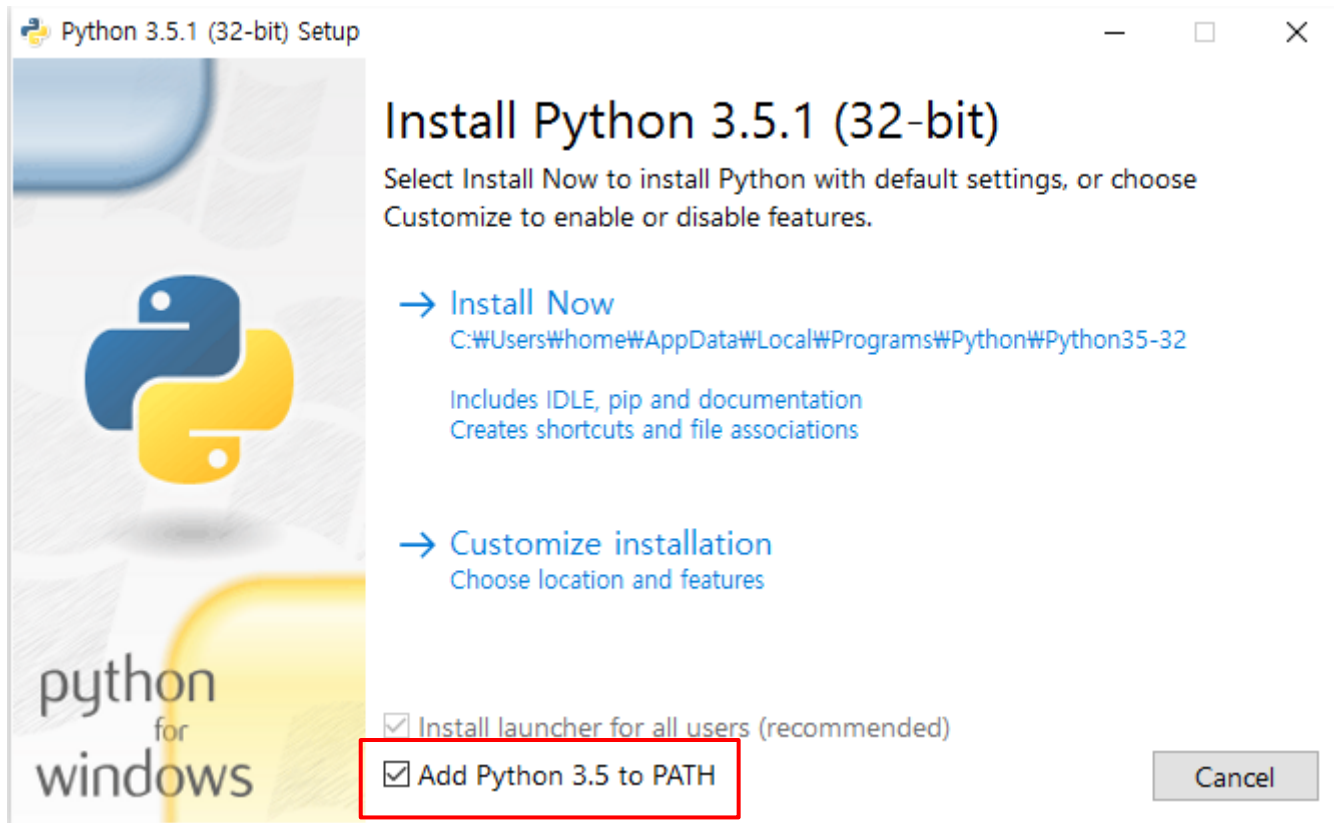 Python 3.5.1 (32-bit) Setup
Install Python 3.5.1 (32-bit)
Select Install Now to install Python with default settings, or choose
Customize to enable or disable features.
→ Install Now
C:₩Users₩home₩AppData₩Local₩Programs₩Python₩Python35-32
Includes IDLE, pip and documentation
Creates shortcuts and file associations
→ Customize installation
Choose location and features
python
for
windows
Install launcher for all users (recommended)
Add Python 3.5 to PATH
Cancel